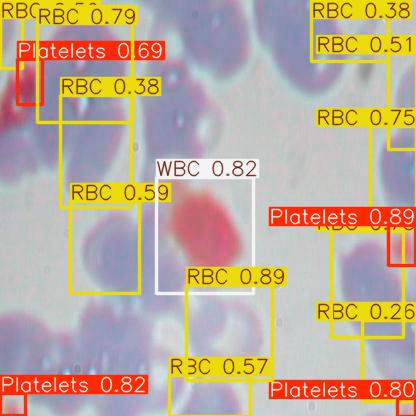 RBC 0.79
RBC 0.38
RBC 0.51
Platelets 0.69
RBC 0.38
RBC 0.75
WBC 0.82
RBC 0.59
Platelets 0.89
RBC 0.89
RBC 0.26
RBC 0.57
Platelets 0.82
Platelets 0.80